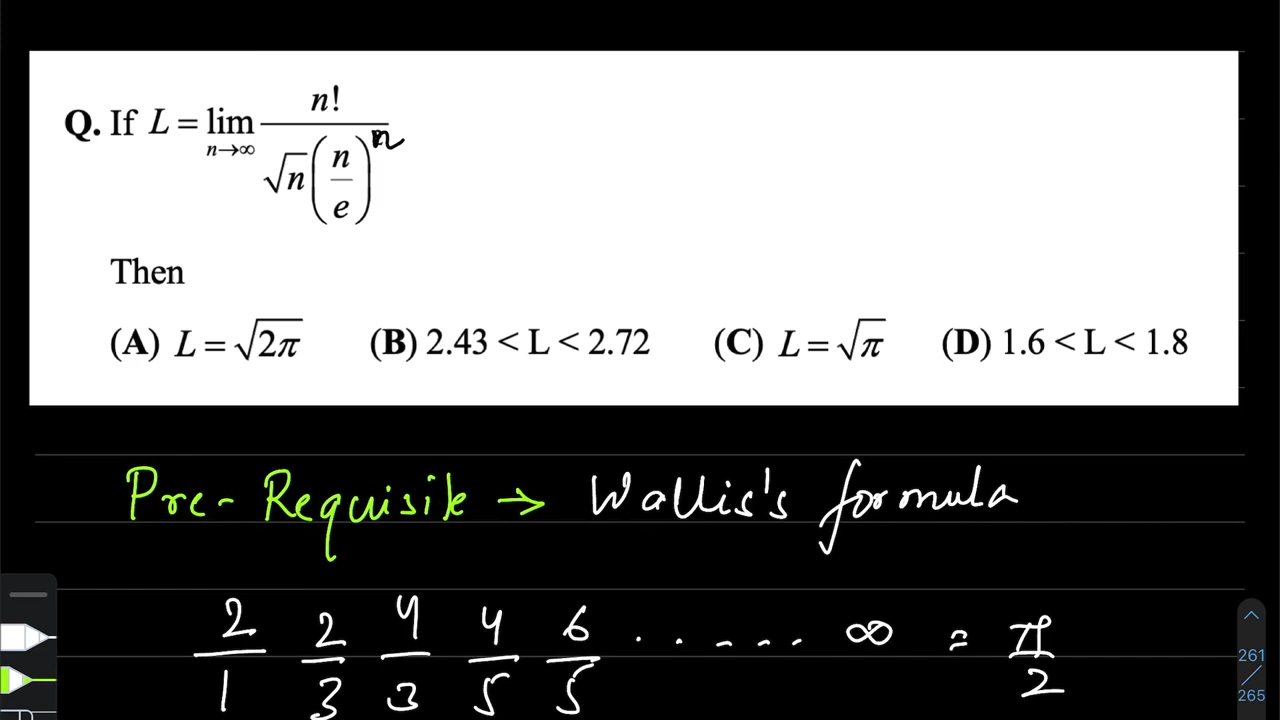 Q. If L = lim n→∞ n! / √n (n/e)^n
Then
(A) L = √2π (B) 2.43 < L < 2.72 (C) L = √π (D) 1.6 < L < 1.8
Pre-Requisite → Wallis's formula
2/1 2/3 4/3 4/5 6/5 ....... ∞ = π/2
261
/
265